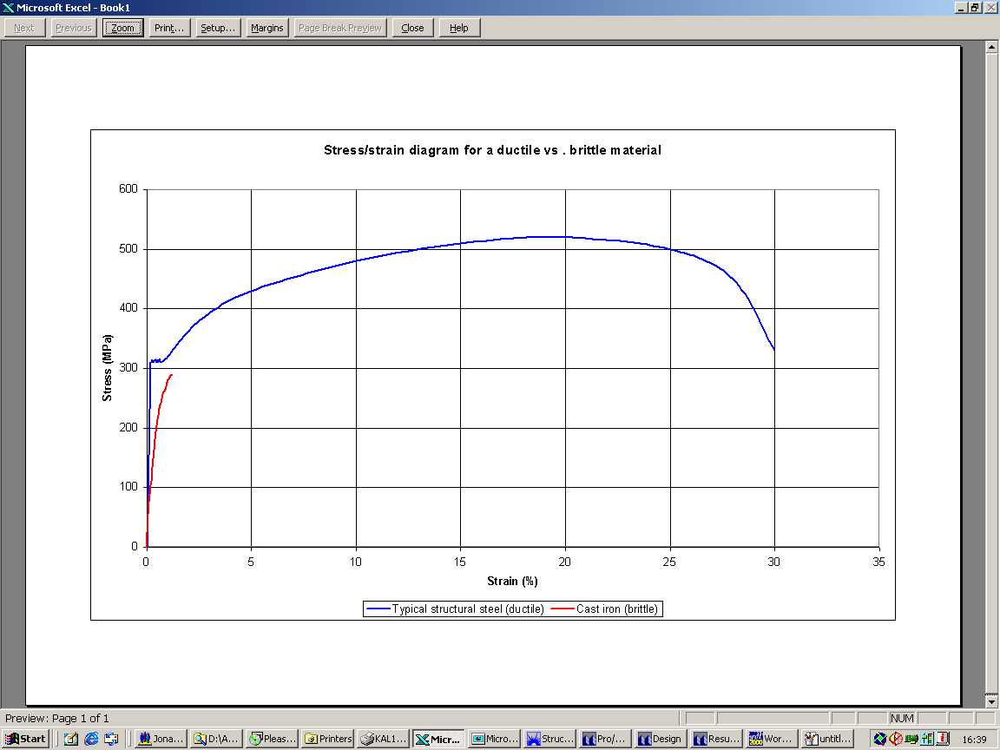 Microsoft Excel - Book1
Next Previous Zoom Print... Setup... Margins Page Break Preview Close Help
Stress/strain diagram for a ductile vs . brittle material
600
500
400
300
200
100
0
Stress (MPa)
0 5 10 15 20 25 30 35
Strain (%)
Typical structural steel (ductile) Cast iron (brittle)
Preview: Page 1 of 1 NUM
Start Jona... D:\A... Pleas... Printers KAL1... Micr... Micro... Struc... Pro/... Design Resu... Wor... untitl... 16:39